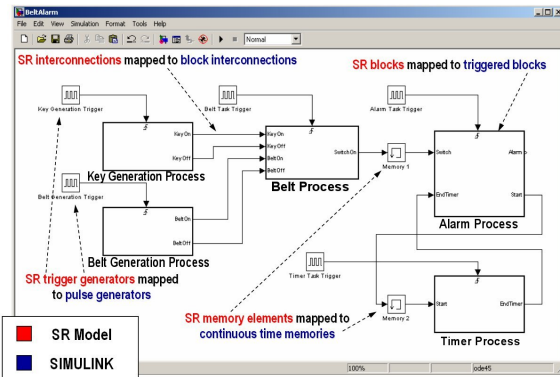 BeltAlarm
File Edit View Simulation Format Tools Help
Normal
SR interconnections mapped to block interconnections
SR blocks mapped to triggered blocks
Key Generation Trigger
Belt Task Trigger
Alarm Task Trigger
KeyOn
KeyOff
Key Generation Process
KeyOn
KeyOff
BeltOn
BeltOff
SwitchOn
Belt Process
Memory 1
Switch
Alarm
EndTimer
Start
Alarm Process
Belt Generation Trigger
BeltOn
BeltOff
Belt Generation Process
SR trigger generators mapped
to pulse generators
Timer Task Trigger
SR memory elements mapped to
continuous time memories
Memory 2
Start
EndTimer
Timer Process
SR Model
SIMULINK
100%
ode45